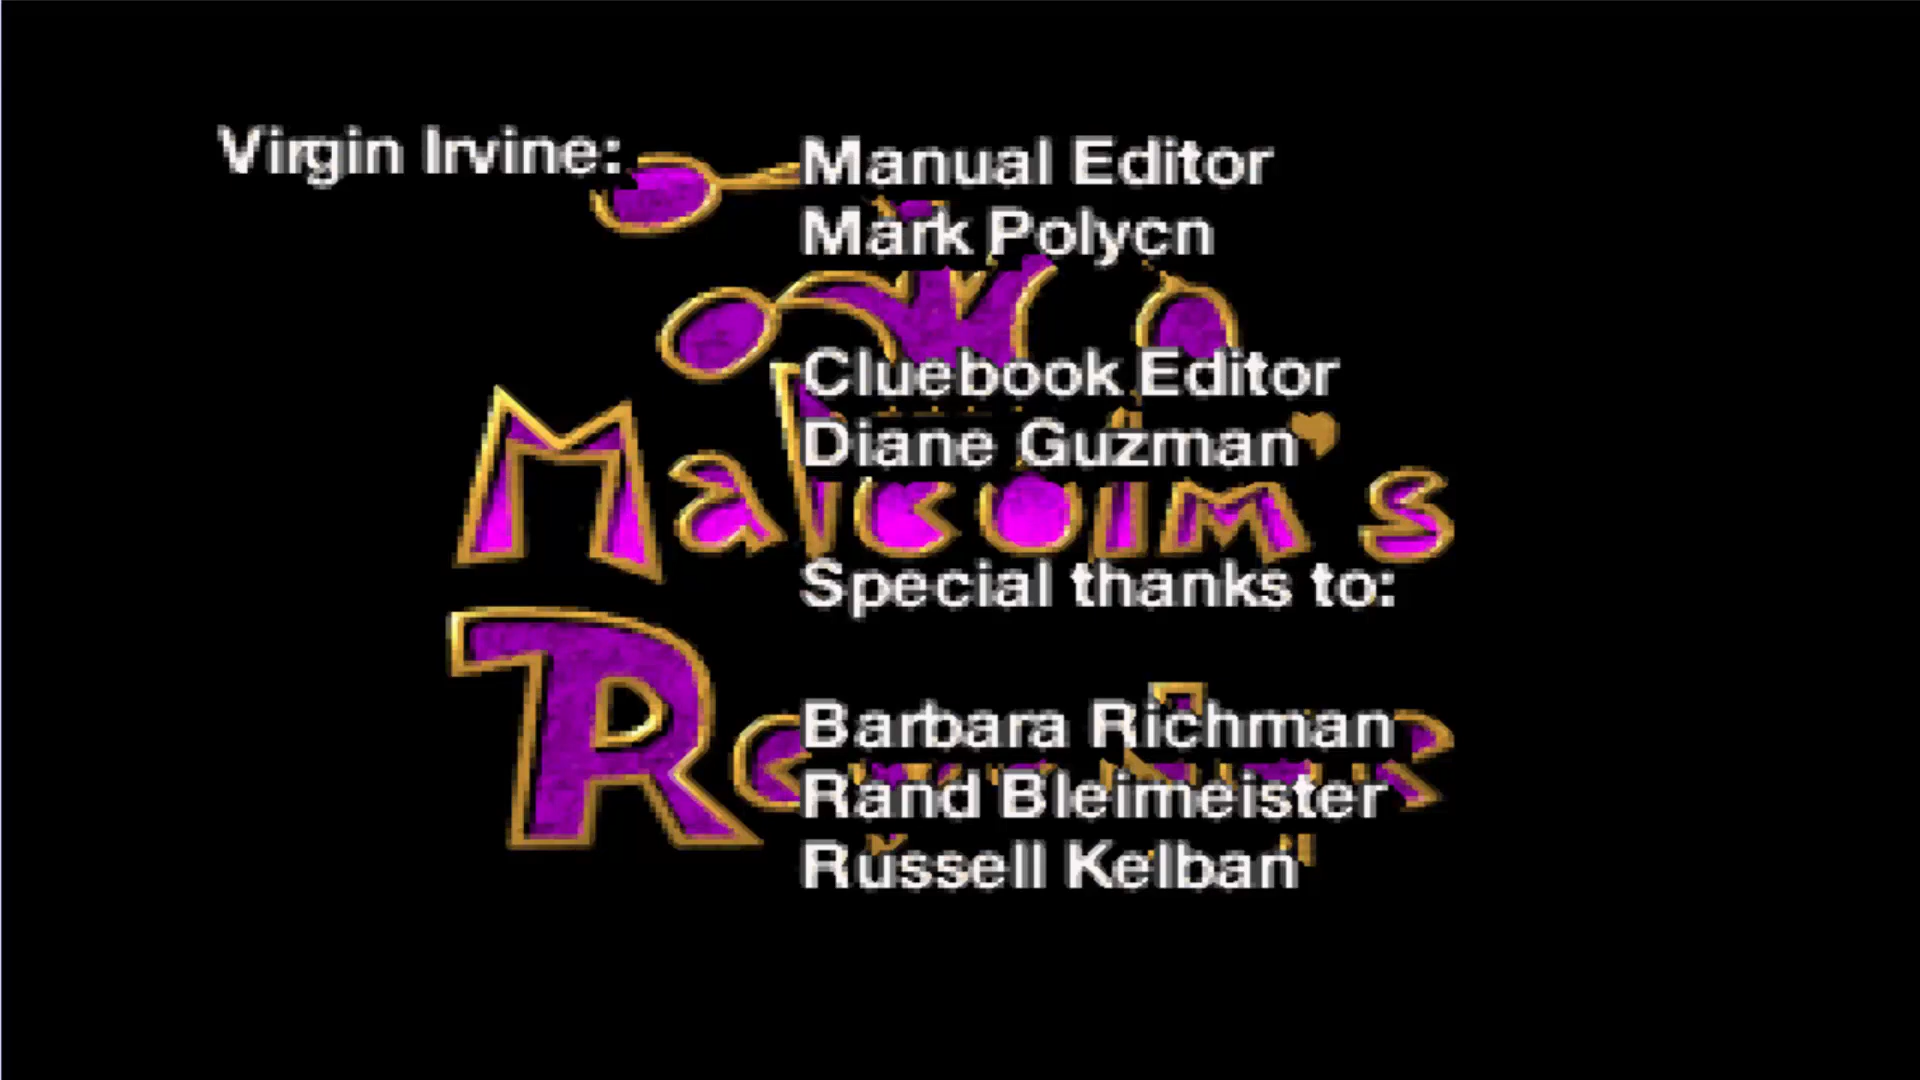 Virgin Irvine:
Manual Editor
Mark Polycn
Cluebook Editor
Diane Guzman
Malcolm's
Special thanks to:
Barbara Richman
Rand Bleimeister
Russell Kelban